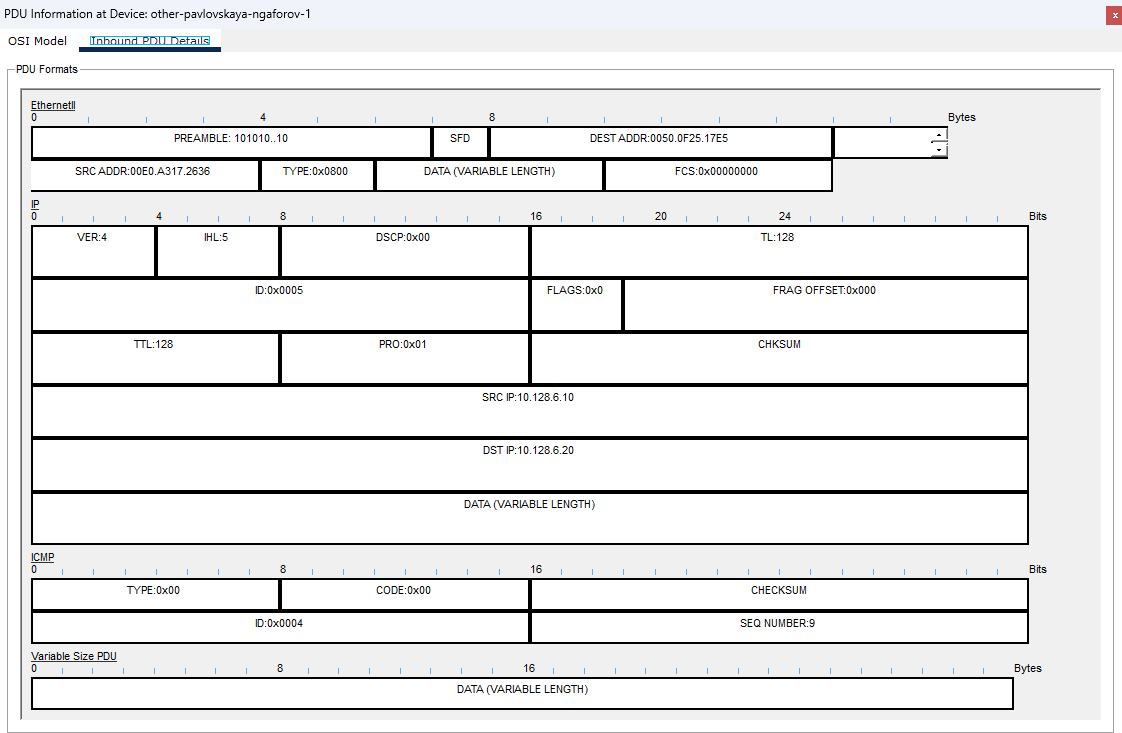 PDU Information at Device: other-pavlovskaya-ngaforov-1
x
OSI Model Inbound PDU Details
PDU Formats
EthernetII
0 4 8 Bytes
PREAMBLE: 101010..10 SFD DEST ADDR:0050.0F25.17E5
SRC ADDR:00E0.A317.2636 TYPE:0x0800 DATA (VARIABLE LENGTH) FCS:0x00000000
IP
0 4 8 16 20 24 Bits
VER:4 IHL:5 DSCP:0x00 TL:128
ID:0x0005 FLAGS:0x0 FRAG OFFSET:0x000
TTL:128 PRO:0x01 CHKSUM
SRC IP:10.128.6.10
DST IP:10.128.6.20
DATA (VARIABLE LENGTH)
ICMP
0 8 16 Bits
TYPE:0x00 CODE:0x00 CHECKSUM
ID:0x0004 SEQ NUMBER:9
Variable Size PDU
0 8 16 Bytes
DATA (VARIABLE LENGTH)